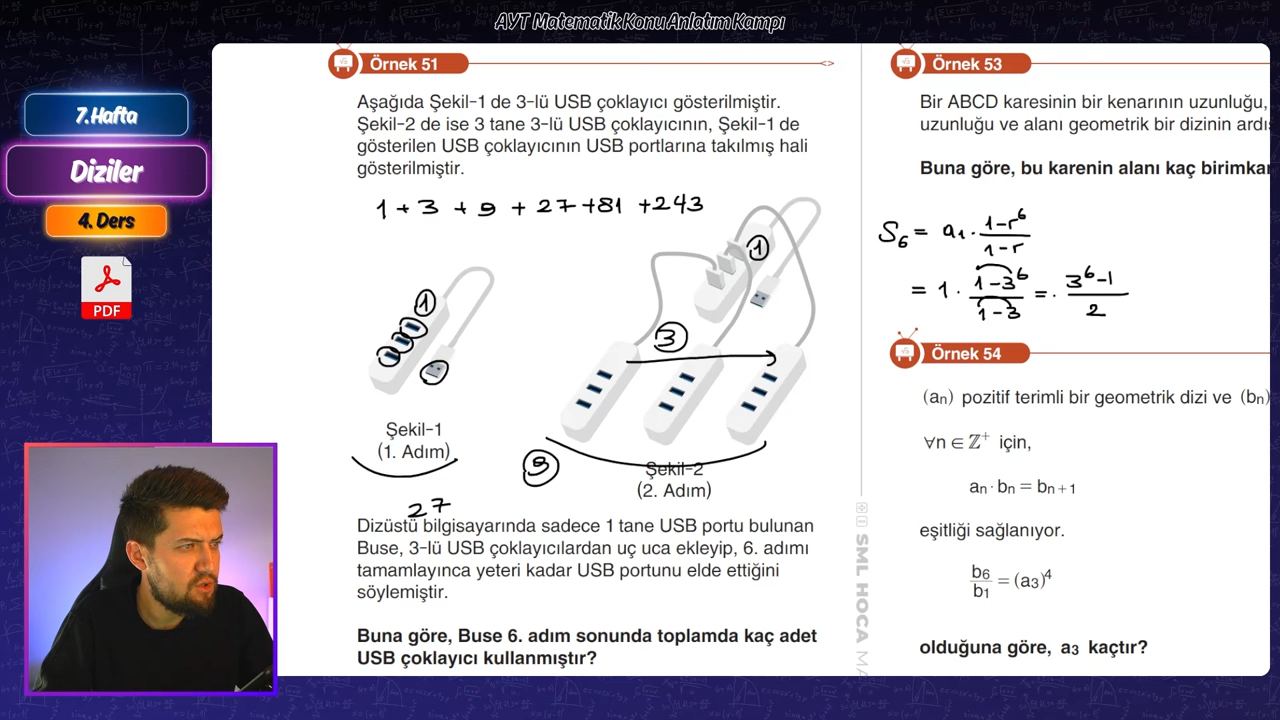 AYT Matematik Konu Anlatım Kampı
7.Hafta
Diziler
4. Ders
PDF
Örnek 51
Aşağıda Şekil-1 de 3-lü USB çoklayıcı gösterilmiştir.
Şekil-2 de ise 3 tane 3-lü USB çoklayıcının, Şekil-1 de
gösterilen USB çoklayıcının USB portlarına takılmış hali
gösterilmiştir.
1 + 3 + 9 + 27 + 81 + 243
1
1
3
9
Şekil-1
(1. Adım)
Şekil-2
(2. Adım)
27
Dizüstü bilgisayarında sadece 1 tane USB portu bulunan
Buse, 3-lü USB çoklayıcılardan uç uca ekleyip, 6. adımı
tamamlayınca yeteri kadar USB portunu elde ettiğini
söylemiştir.
Buna göre, Buse 6. adım sonunda toplamda kaç adet
USB çoklayıcı kullanmıştır?
SML HOCA MA
Örnek 53
Bir ABCD karesinin bir kenarının uzunluğu,
uzunluğu ve alanı geometrik bir dizinin ardı
Buna göre, bu karenin alanı kaç birimkar
S₆ = a₁ · (1-r⁶)/(1-r)
= 1 · (1-3⁶)/(1-3) = · (3⁶-1)/2
Örnek 54
(aₙ) pozitif terimli bir geometrik dizi ve (bₙ)
∀n ∈ ℤ⁺ için,
aₙ · bₙ = bₙ₊₁
eşitliği sağlanıyor.
b₆/b₁ = (a₃)⁴
olduğuna göre, a₃ kaçtır?